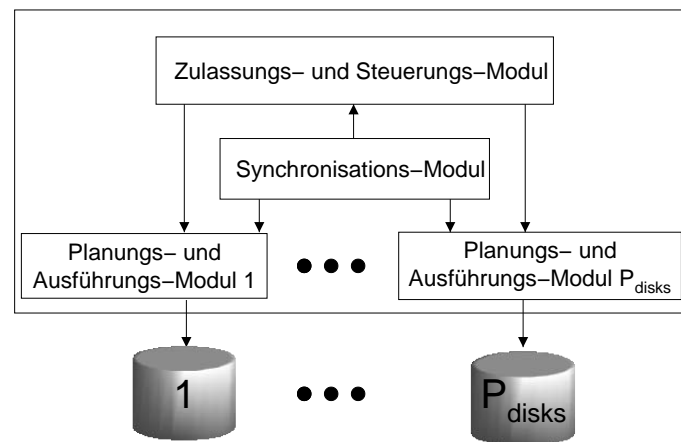 Zulassungs– und Steuerungs–Modul
Synchronisations–Modul
Planungs– und
Ausführungs–Modul 1
Planungs– und
Ausführungs–Modul P_disks
1
P_disks